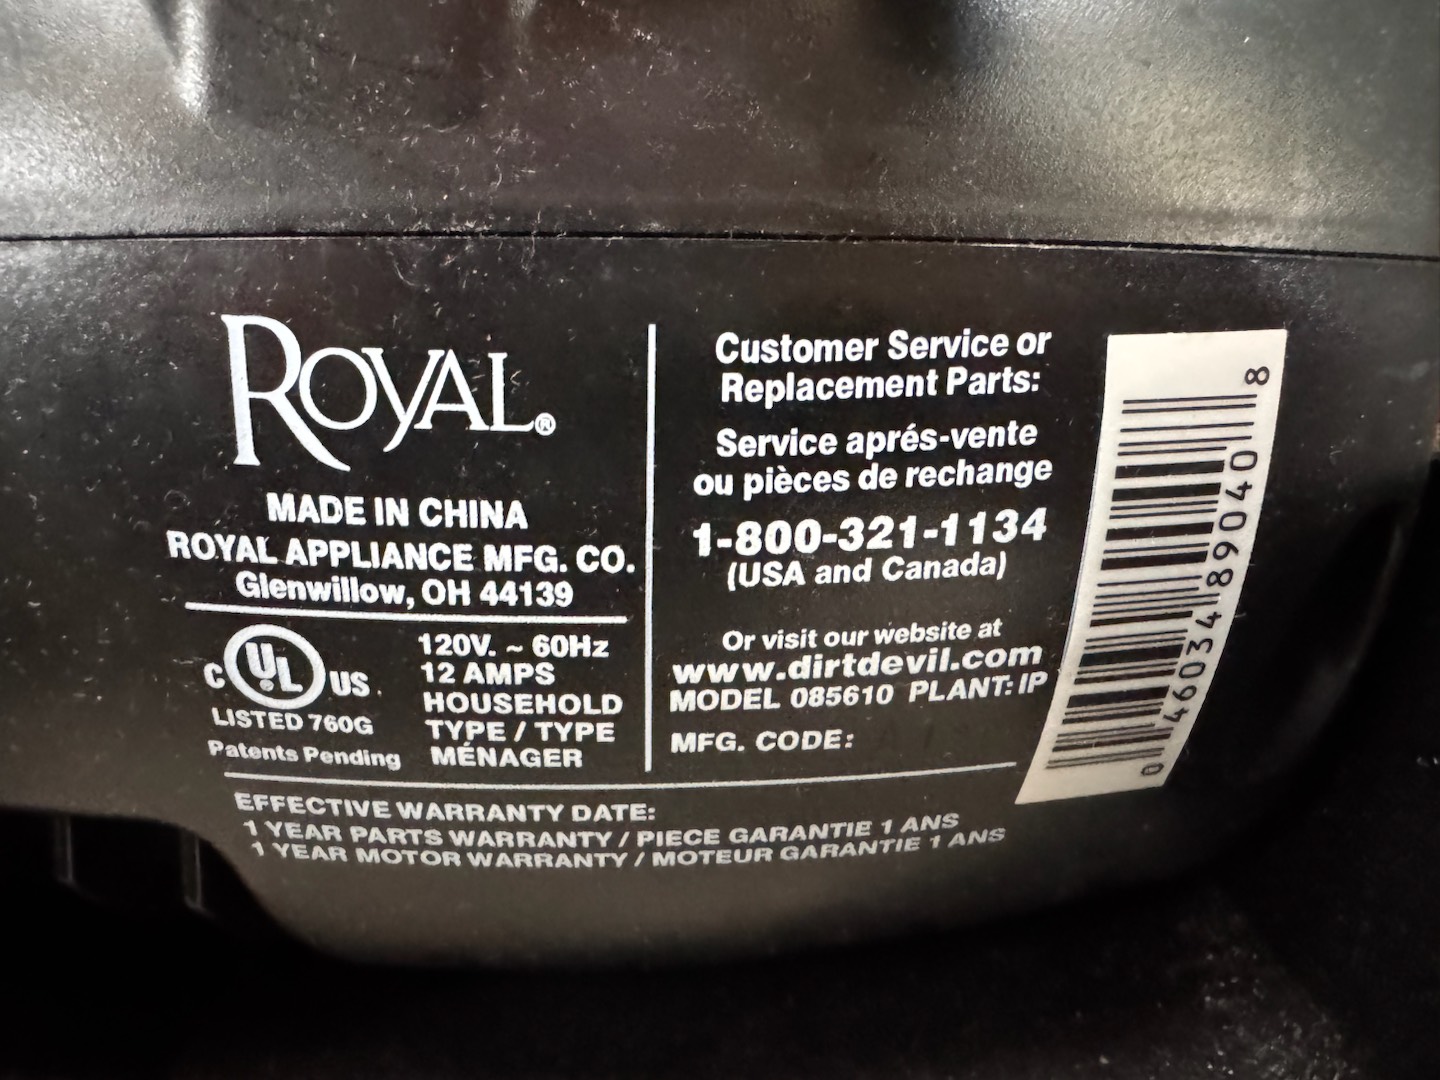 ROYAL®
MADE IN CHINA
ROYAL APPLIANCE MFG. CO.
Glenwillow, OH 44139
C UL US
LISTED 760G
Patents Pending
120V. ~ 60Hz
12 AMPS
HOUSEHOLD
TYPE / TYPE
MÉNAGER
Customer Service or
Replacement Parts:
Service aprés-vente
ou pièces de rechange
1-800-321-1134
(USA and Canada)
Or visit our website at
www.dirtdevil.com
MODEL 085610 PLANT: IP
MFG. CODE:
EFFECTIVE WARRANTY DATE:
1 YEAR PARTS WARRANTY / PIECE GARANTIE 1 ANS
1 YEAR MOTOR WARRANTY / MOTEUR GARANTIE 1 ANS
0 46034 89040 8